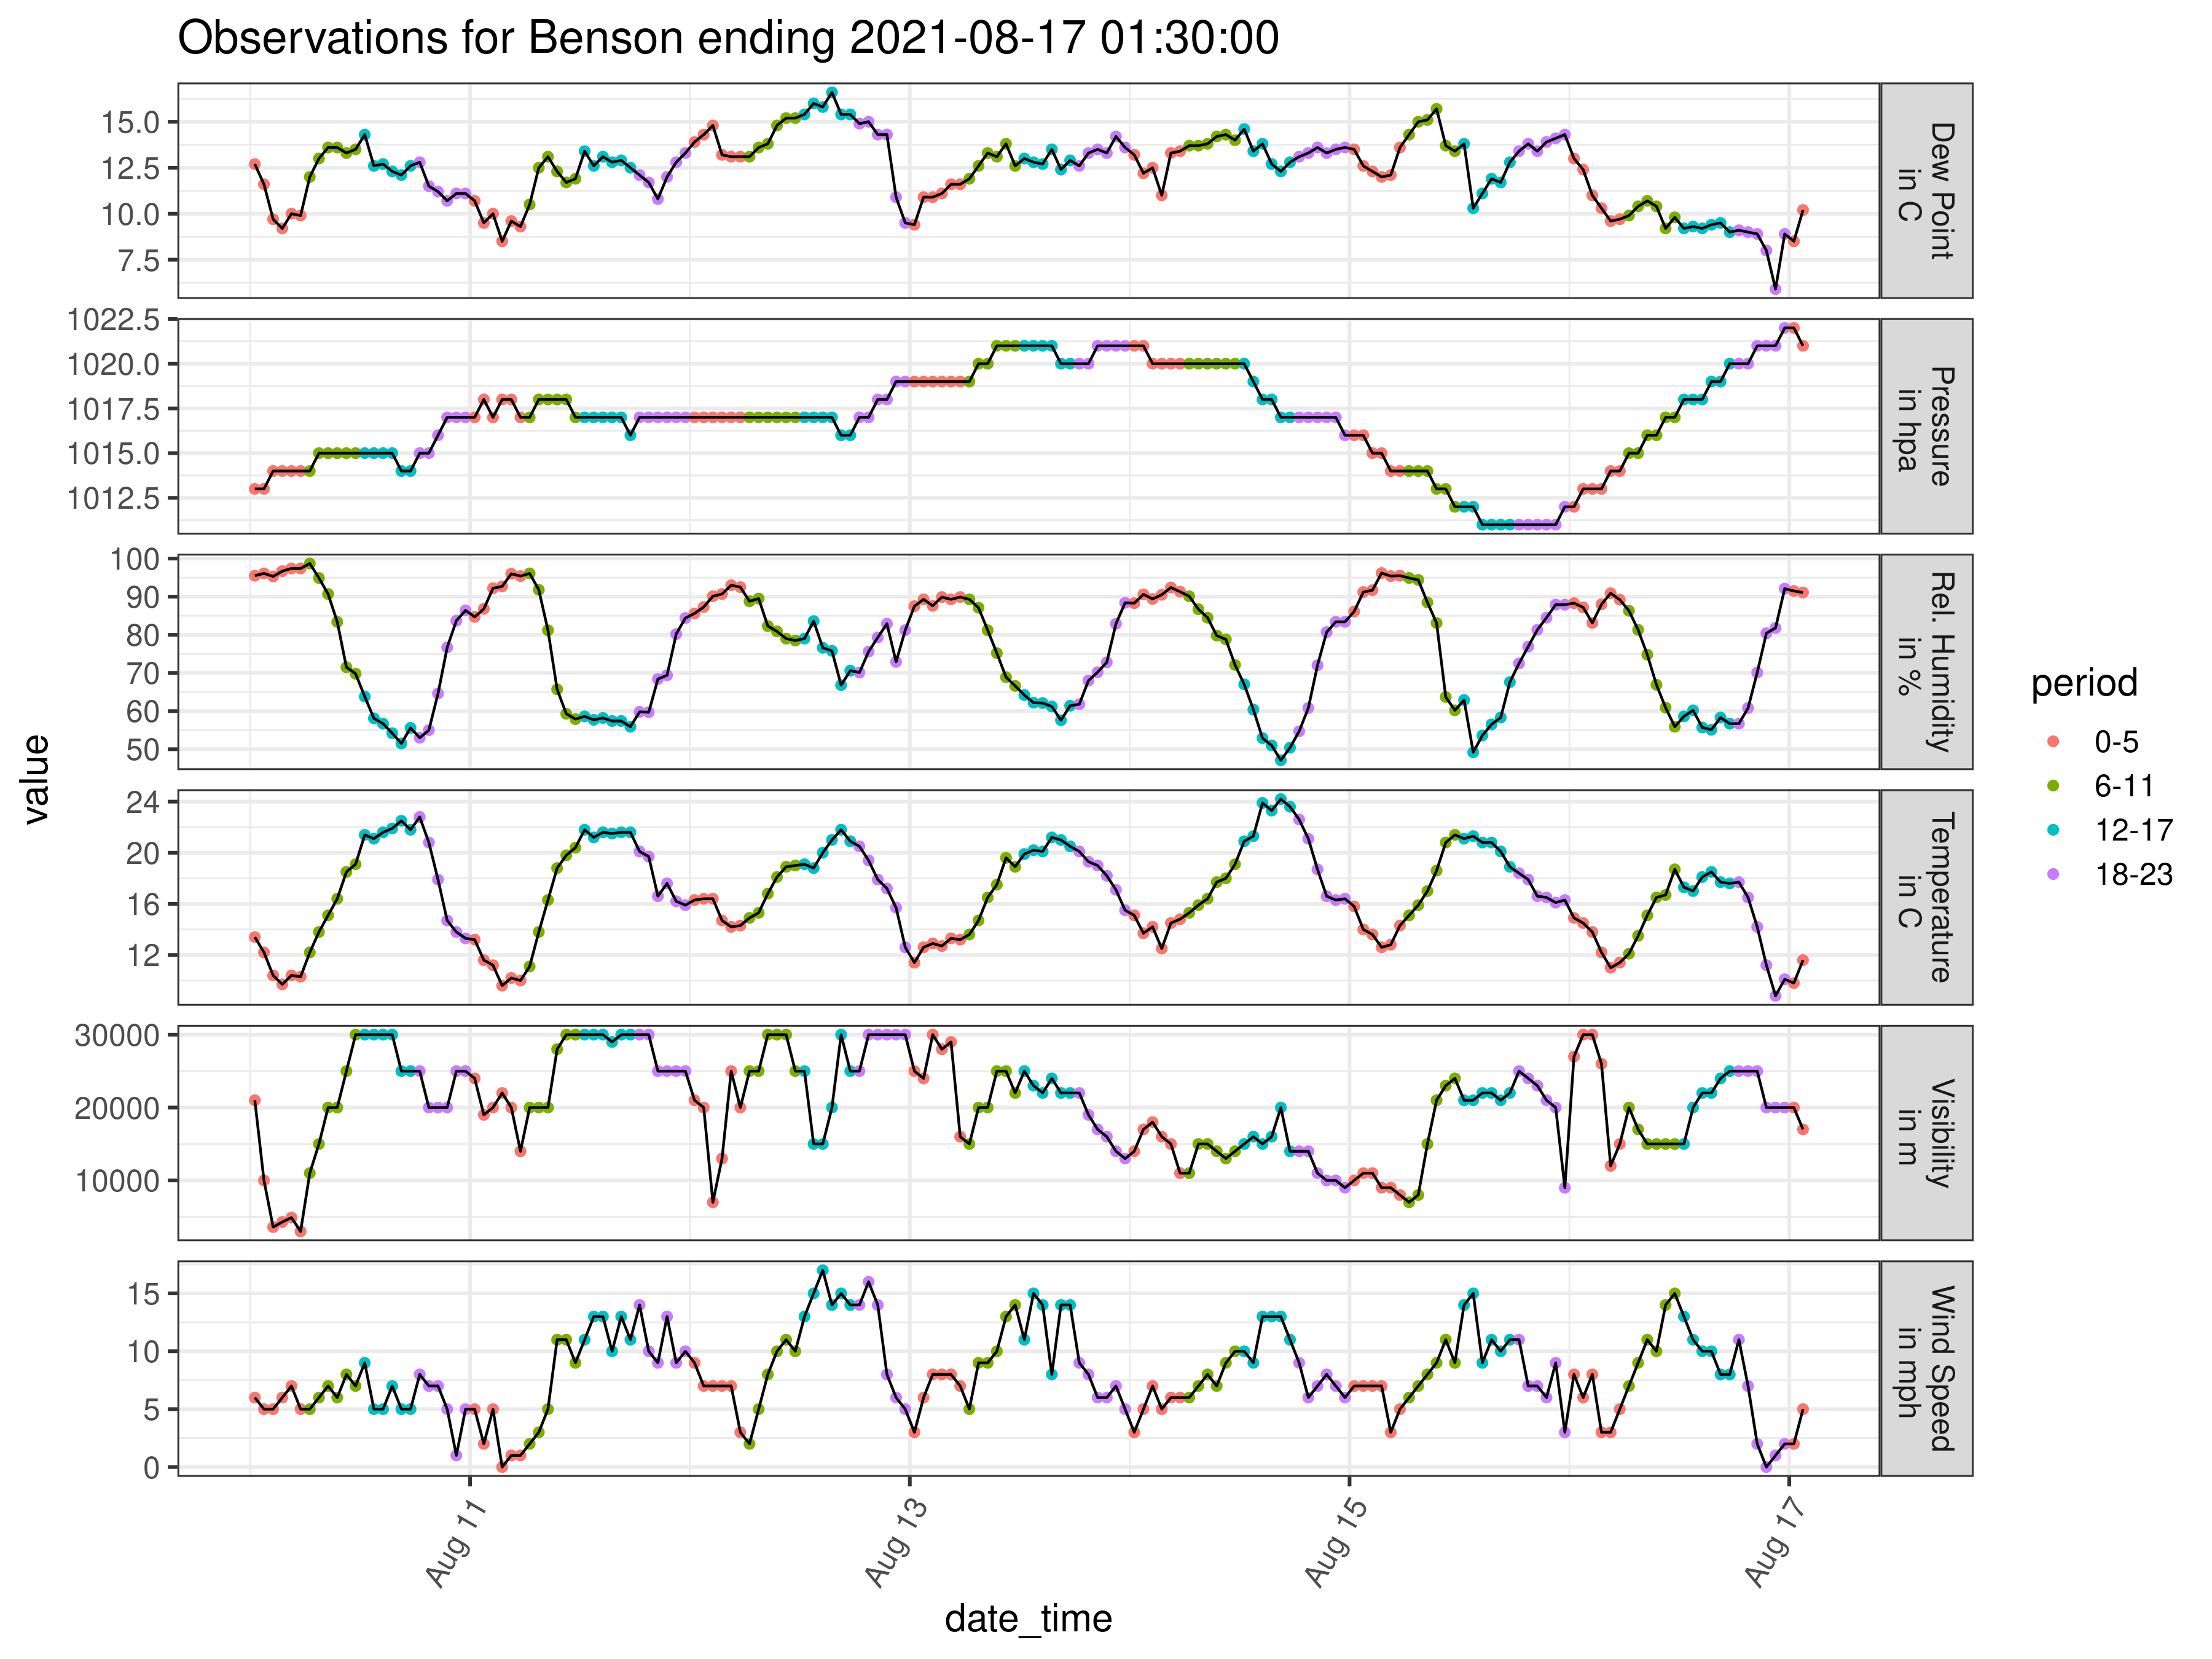 Observations for Benson ending 2021-08-17 01:30:00
value
15.0
12.5
10.0
7.5
Dew Point
in C
1022.5
1020.0
1017.5
1015.0
1012.5
Pressure
in hpa
100
90
80
70
60
50
Rel. Humidity
in %
24
20
16
12
Temperature
in C
30000
20000
10000
Visibility
in m
15
10
5
0
Wind Speed
in mph
Aug 11
Aug 13
Aug 15
Aug 17
date_time
period
0-5
6-11
12-17
18-23